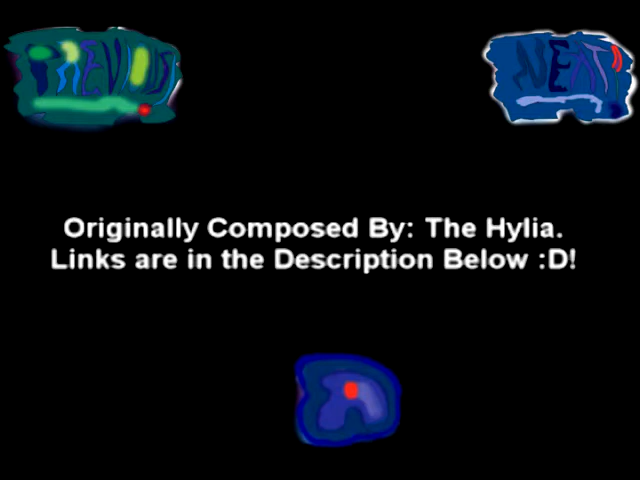 PREVIOUS
NEXT
Originally Composed By: The Hylia.
Links are in the Description Below :D!